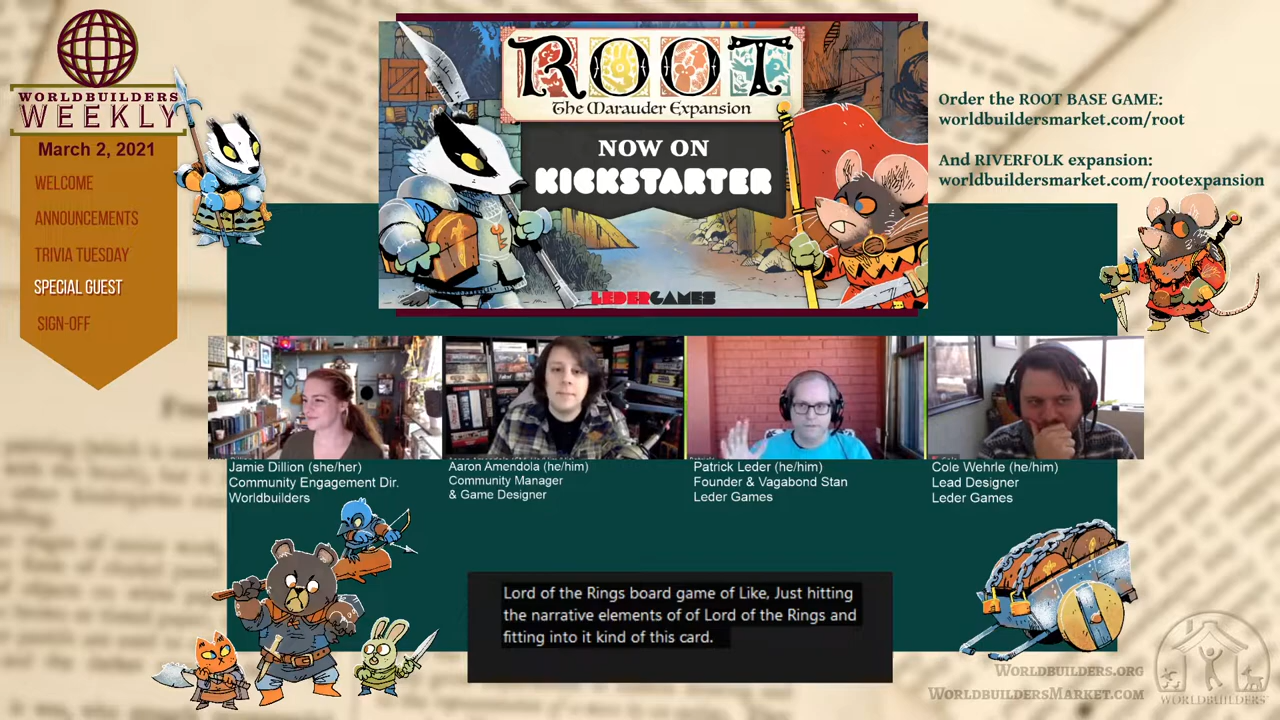 WORLDBUILDERS
WEEKLY
March 2, 2021
WELCOME
ANNOUNCEMENTS
TRIVIA TUESDAY
SPECIAL GUEST
SIGN-OFF
ROOT
The Marauder Expansion
NOW ON
KICKSTARTER
LEDERGAMES
Order the ROOT BASE GAME:
worldbuildersmarket.com/root
And RIVERFOLK expansion:
worldbuildersmarket.com/rootexpansion
Jamie Dillion (she/her)
Community Engagement Dir.
Worldbuilders
Aaron Amendola (he/him)
Community Manager
& Game Designer
Patrick Leder (he/him)
Founder & Vagabond Stan
Leder Games
Cole Wehrle (he/him)
Lead Designer
Leder Games
Lord of the Rings board game of Like, Just hitting
the narrative elements of of Lord of the Rings and
fitting into it kind of this card.
WORLDBUILDERS.ORG
WORLDBUILDERSMARKET.COM
WORLDBUILDERS